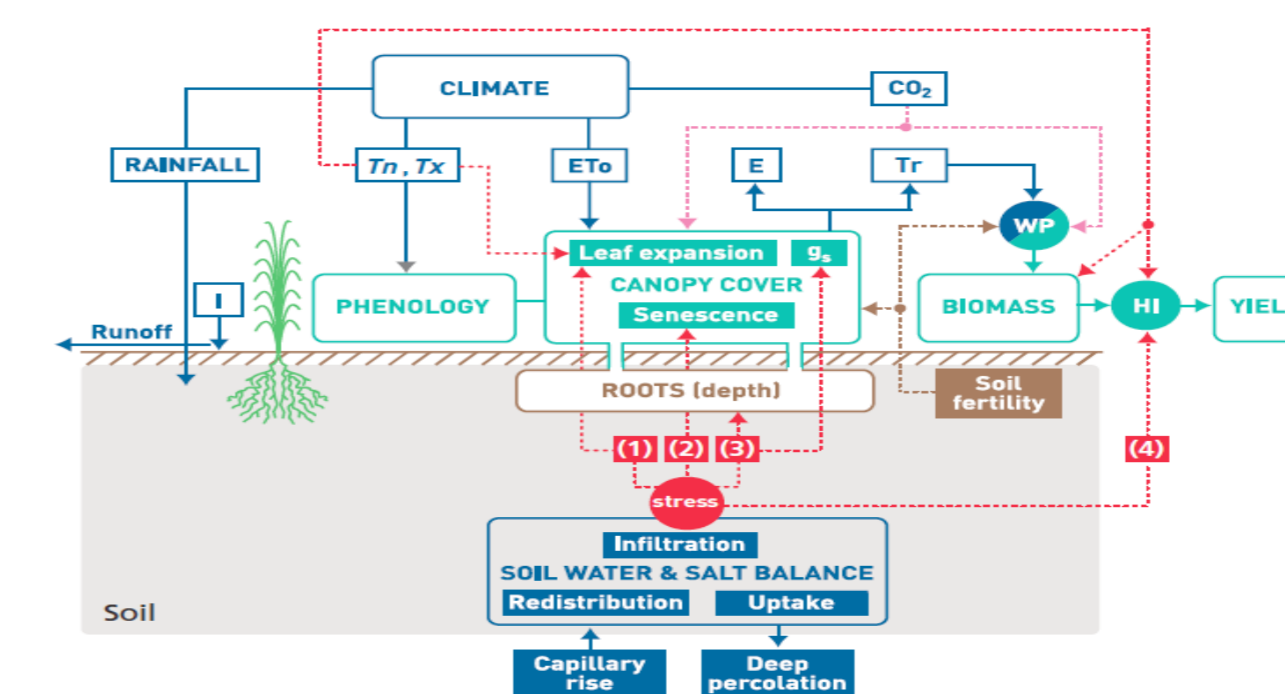 CLIMATE
CO₂
RAINFALL
Tn, Tx
ETo
E
Tr
WP
Leaf expansion
gs
CANOPY COVER
Senescence
PHENOLOGY
BIOMASS
HI
YIEL
I
Runoff
ROOTS (depth)
Soil
fertility
(1)
(2)
(3)
(4)
stress
Infiltration
SOIL WATER & SALT BALANCE
Redistribution
Uptake
Soil
Capillary
rise
Deep
percolation